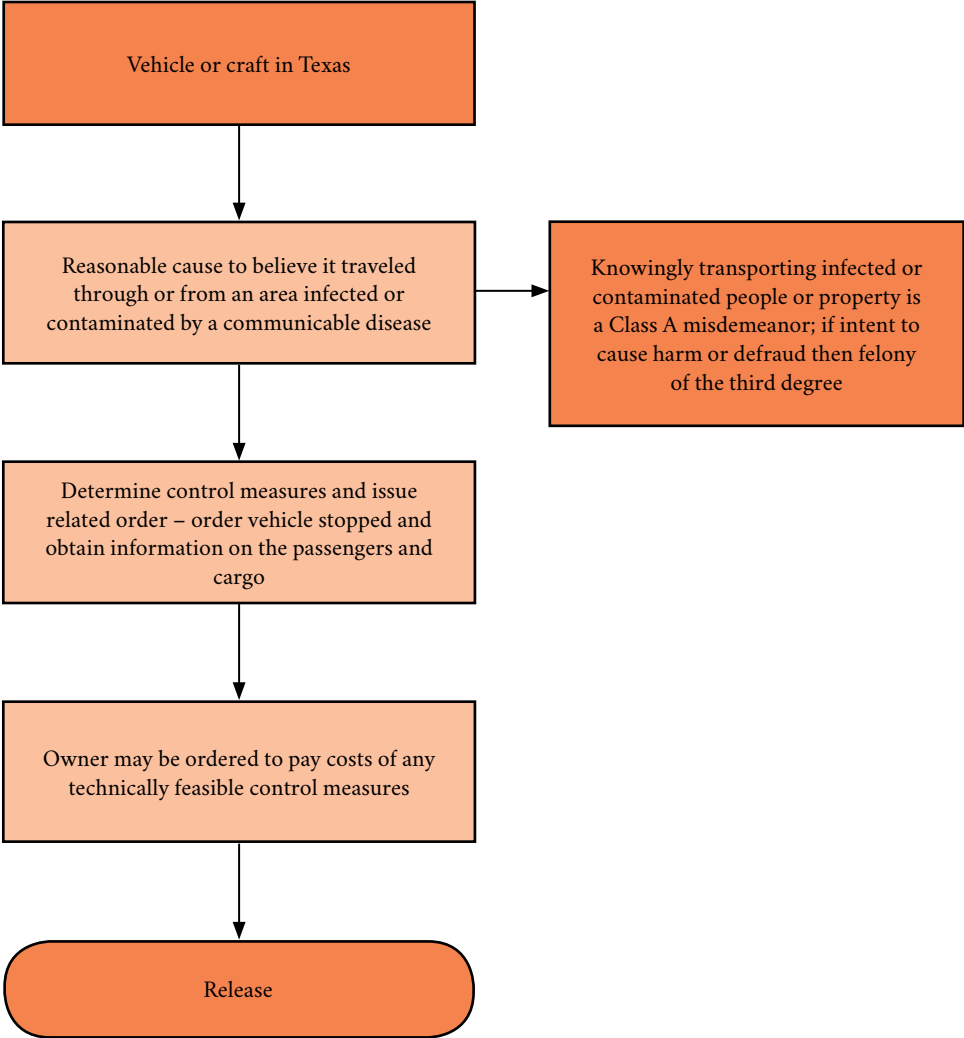 Vehicle or craft in Texas
Reasonable cause to believe it traveled
through or from an area infected or
contaminated by a communicable disease
Knowingly transporting infected or
contaminated people or property is
a Class A misdemeanor; if intent to
cause harm or defraud then felony
of the third degree
Determine control measures and issue
related order – order vehicle stopped and
obtain information on the passengers and
cargo
Owner may be ordered to pay costs of any
technically feasible control measures
Release